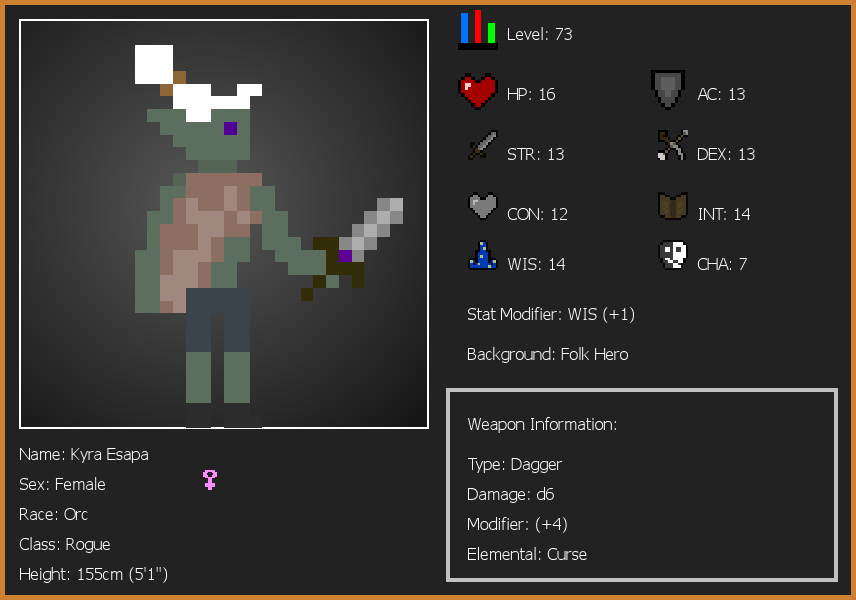 Level: 73
HP: 16
AC: 13
STR: 13
DEX: 13
CON: 12
INT: 14
WIS: 14
CHA: 7
Stat Modifier: WIS (+1)
Background: Folk Hero
Weapon Information:
Type: Dagger
Damage: d6
Modifier: (+4)
Elemental: Curse
Name: Kyra Esapa
Sex: Female
Race: Orc
Class: Rogue
Height: 155cm (5'1")